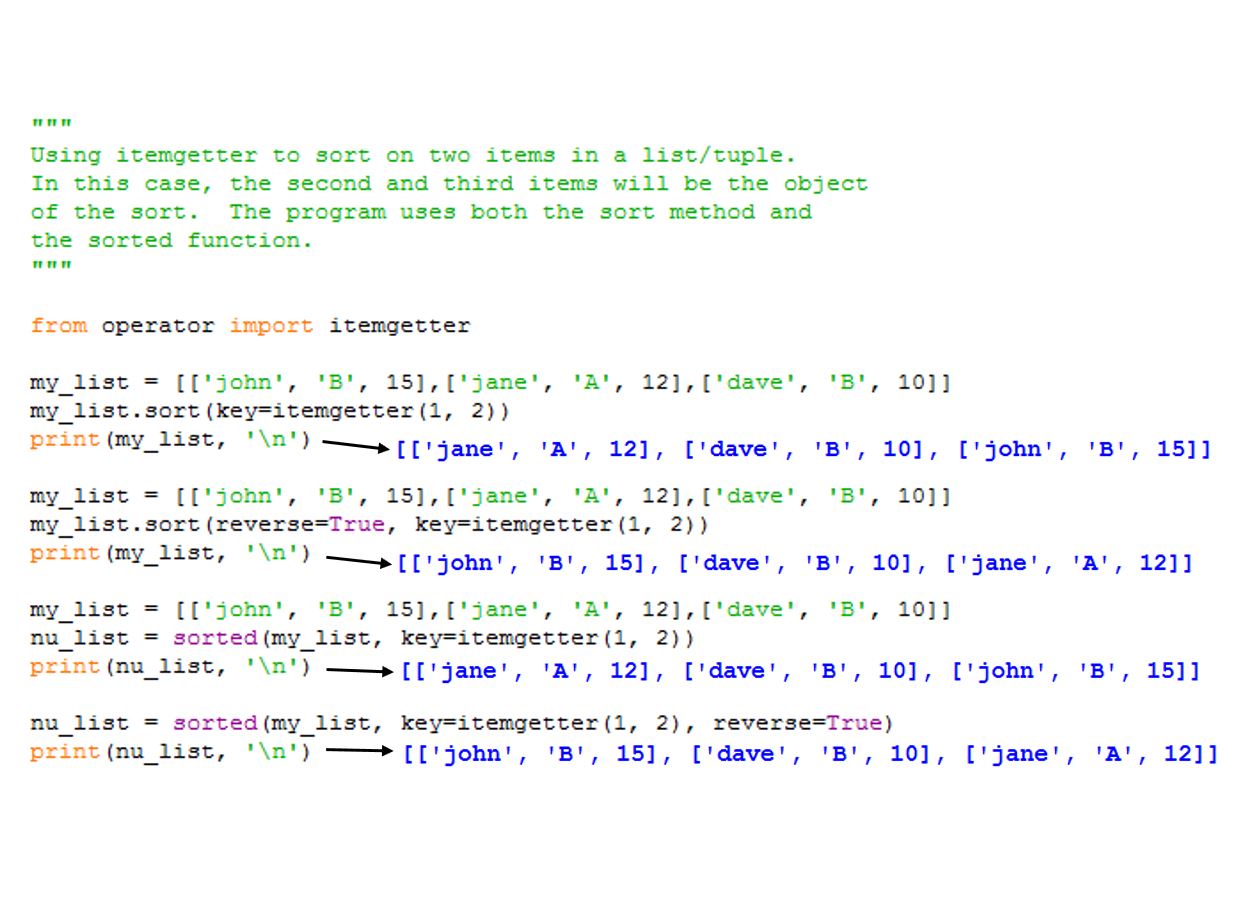 """
Using itemgetter to sort on two items in a list/tuple.
In this case, the second and third items will be the object
of the sort.  The program uses both the sort method and
the sorted function.
"""
from operator import itemgetter
my_list = [['john', 'B', 15],['jane', 'A', 12],['dave', 'B', 10]]
my_list.sort(key=itemgetter(1, 2))
print(my_list, '\n') [['jane', 'A', 12], ['dave', 'B', 10], ['john', 'B', 15]]
my_list = [['john', 'B', 15],['jane', 'A', 12],['dave', 'B', 10]]
my_list.sort(reverse=True, key=itemgetter(1, 2))
print(my_list, '\n') [['john', 'B', 15], ['dave', 'B', 10], ['jane', 'A', 12]]
my_list = [['john', 'B', 15],['jane', 'A', 12],['dave', 'B', 10]]
nu_list = sorted(my_list, key=itemgetter(1, 2))
print(nu_list, '\n') [['jane', 'A', 12], ['dave', 'B', 10], ['john', 'B', 15]]
nu_list = sorted(my_list, key=itemgetter(1, 2), reverse=True)
print(nu_list, '\n') [['john', 'B', 15], ['dave', 'B', 10], ['jane', 'A', 12]]